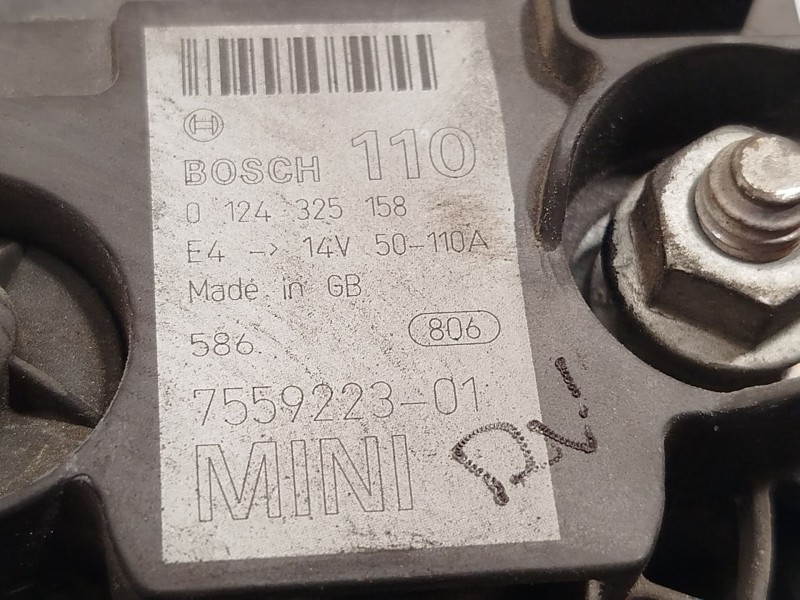 BOSCH 110
0 124 325 158
E4 -> 14V 50-110A
Made in GB
586 806
7559223-01
MINI